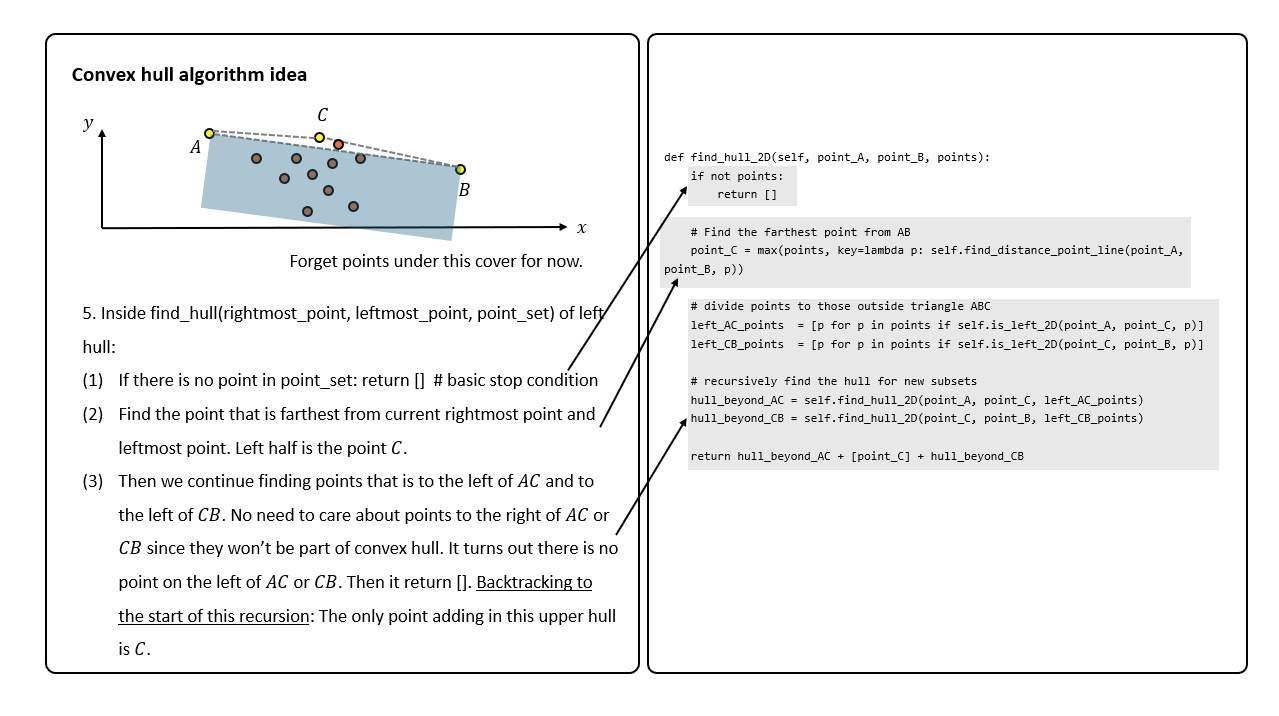 Convex hull algorithm idea
y
C
A
B
x
Forget points under this cover for now.
5. Inside find_hull(rightmost_point, leftmost_point, point_set) of left
hull:
(1) If there is no point in point_set: return [] # basic stop condition
(2) Find the point that is farthest from current rightmost point and
leftmost point. Left half is the point C.
(3) Then we continue finding points that is to the left of AC and to
the left of CB. No need to care about points to the right of AC or
CB since they won’t be part of convex hull. It turns out there is no
point on the left of AC or CB. Then it return []. Backtracking to
the start of this recursion: The only point adding in this upper hull
is C.
def find_hull_2D(self, point_A, point_B, points):
    if not points:
        return []
    # Find the farthest point from AB
    point_C = max(points, key=lambda p: self.find_distance_point_line(point_A,
point_B, p))
    # divide points to those outside triangle ABC
    left_AC_points  = [p for p in points if self.is_left_2D(point_A, point_C, p)]
    left_CB_points  = [p for p in points if self.is_left_2D(point_C, point_B, p)]
    # recursively find the hull for new subsets
    hull_beyond_AC = self.find_hull_2D(point_A, point_C, left_AC_points)
    hull_beyond_CB = self.find_hull_2D(point_C, point_B, left_CB_points)
    return hull_beyond_AC + [point_C] + hull_beyond_CB